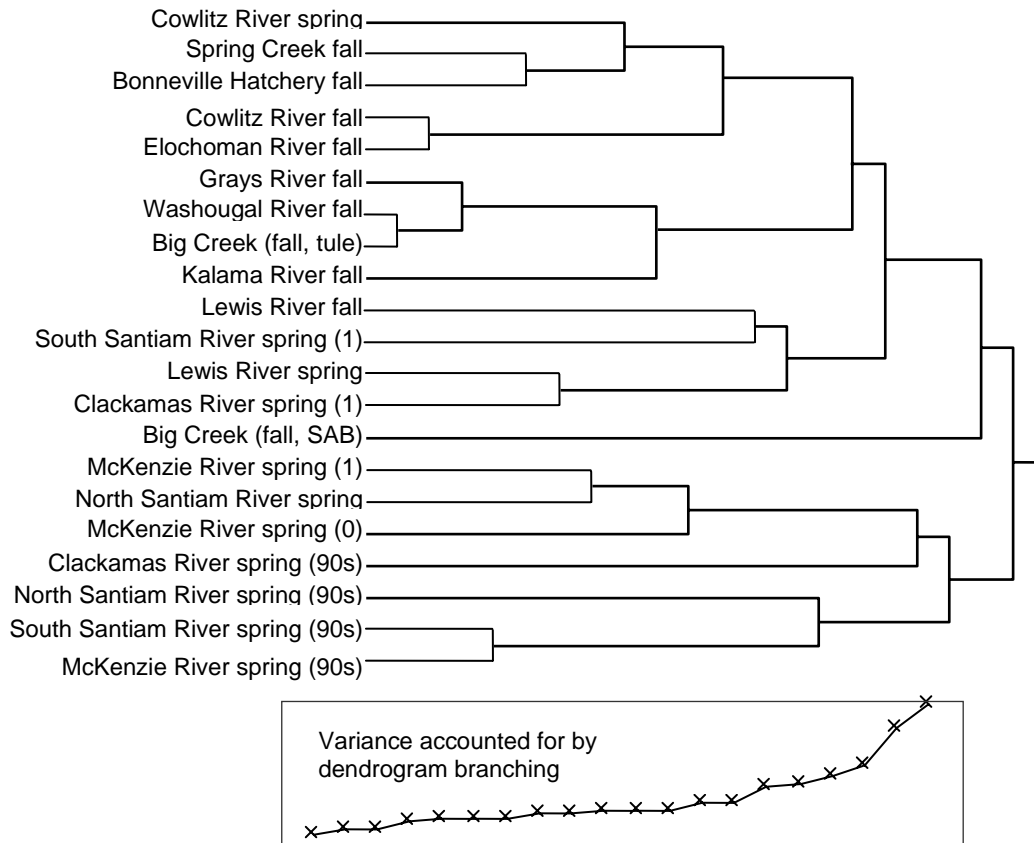 Cowlitz River spring
Spring Creek fall
Bonneville Hatchery fall
Cowlitz River fall
Elochoman River fall
Grays River fall
Washougal River fall
Big Creek (fall, tule)
Kalama River fall
Lewis River fall
South Santiam River spring (1)
Lewis River spring
Clackamas River spring (1)
Big Creek (fall, SAB)
McKenzie River spring (1)
North Santiam River spring
McKenzie River spring (0)
Clackamas River spring (90s)
North Santiam River spring (90s)
South Santiam River spring (90s)
McKenzie River spring (90s)
Variance accounted for by
dendrogram branching